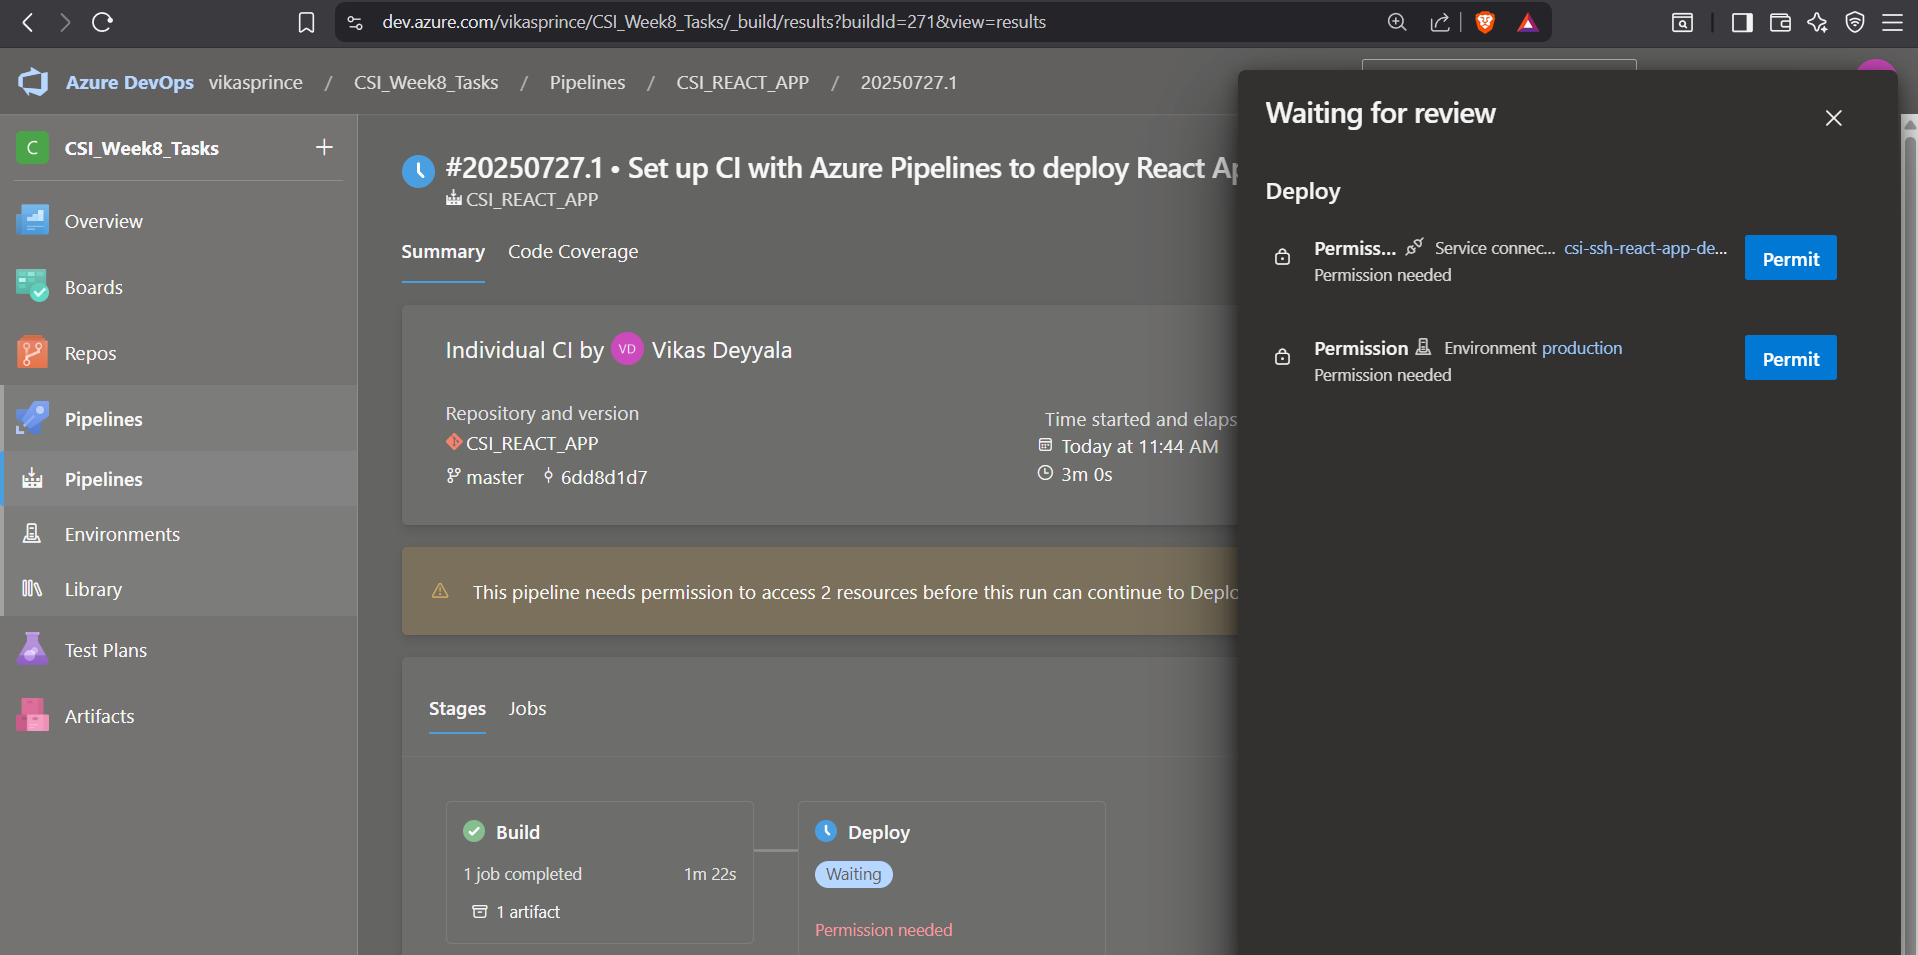 dev.azure.com/vikasprince/CSI_Week8_Tasks/_build/results?buildId=271&view=results
Azure DevOps vikasprince / CSI_Week8_Tasks / Pipelines / CSI_REACT_APP / 20250727.1
C CSI_Week8_Tasks
Overview
Boards
Repos
Pipelines
Pipelines
Environments
Library
Test Plans
Artifacts
#20250727.1 • Set up CI with Azure Pipelines to deploy React Ap
CSI_REACT_APP
Summary Code Coverage
Individual CI by VD Vikas Deyyala
Repository and version
CSI_REACT_APP
master 6dd8d1d7
Time started and elaps
Today at 11:44 AM
3m 0s
This pipeline needs permission to access 2 resources before this run can continue to Deplo
Stages Jobs
Build
1 job completed 1m 22s
1 artifact
Deploy
Waiting
Permission needed
Waiting for review
Deploy
Permiss... Service connec... csi-ssh-react-app-de...
Permission needed
Permit
Permission Environment production
Permission needed
Permit